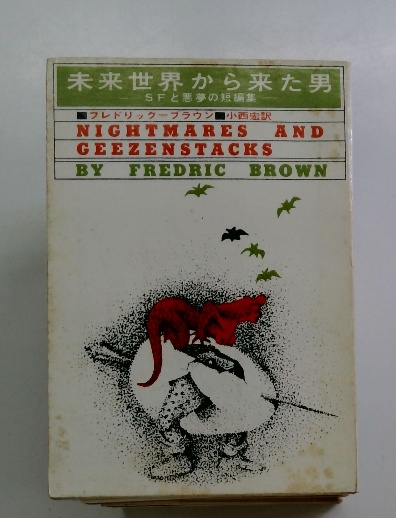 未来世界から来た男
SFと悪夢の短編集
■フレドリック・ブラウン■小西宏訳
NIGHTMARES AND
GEEZENSTACKS
BY FREDRIC BROWN